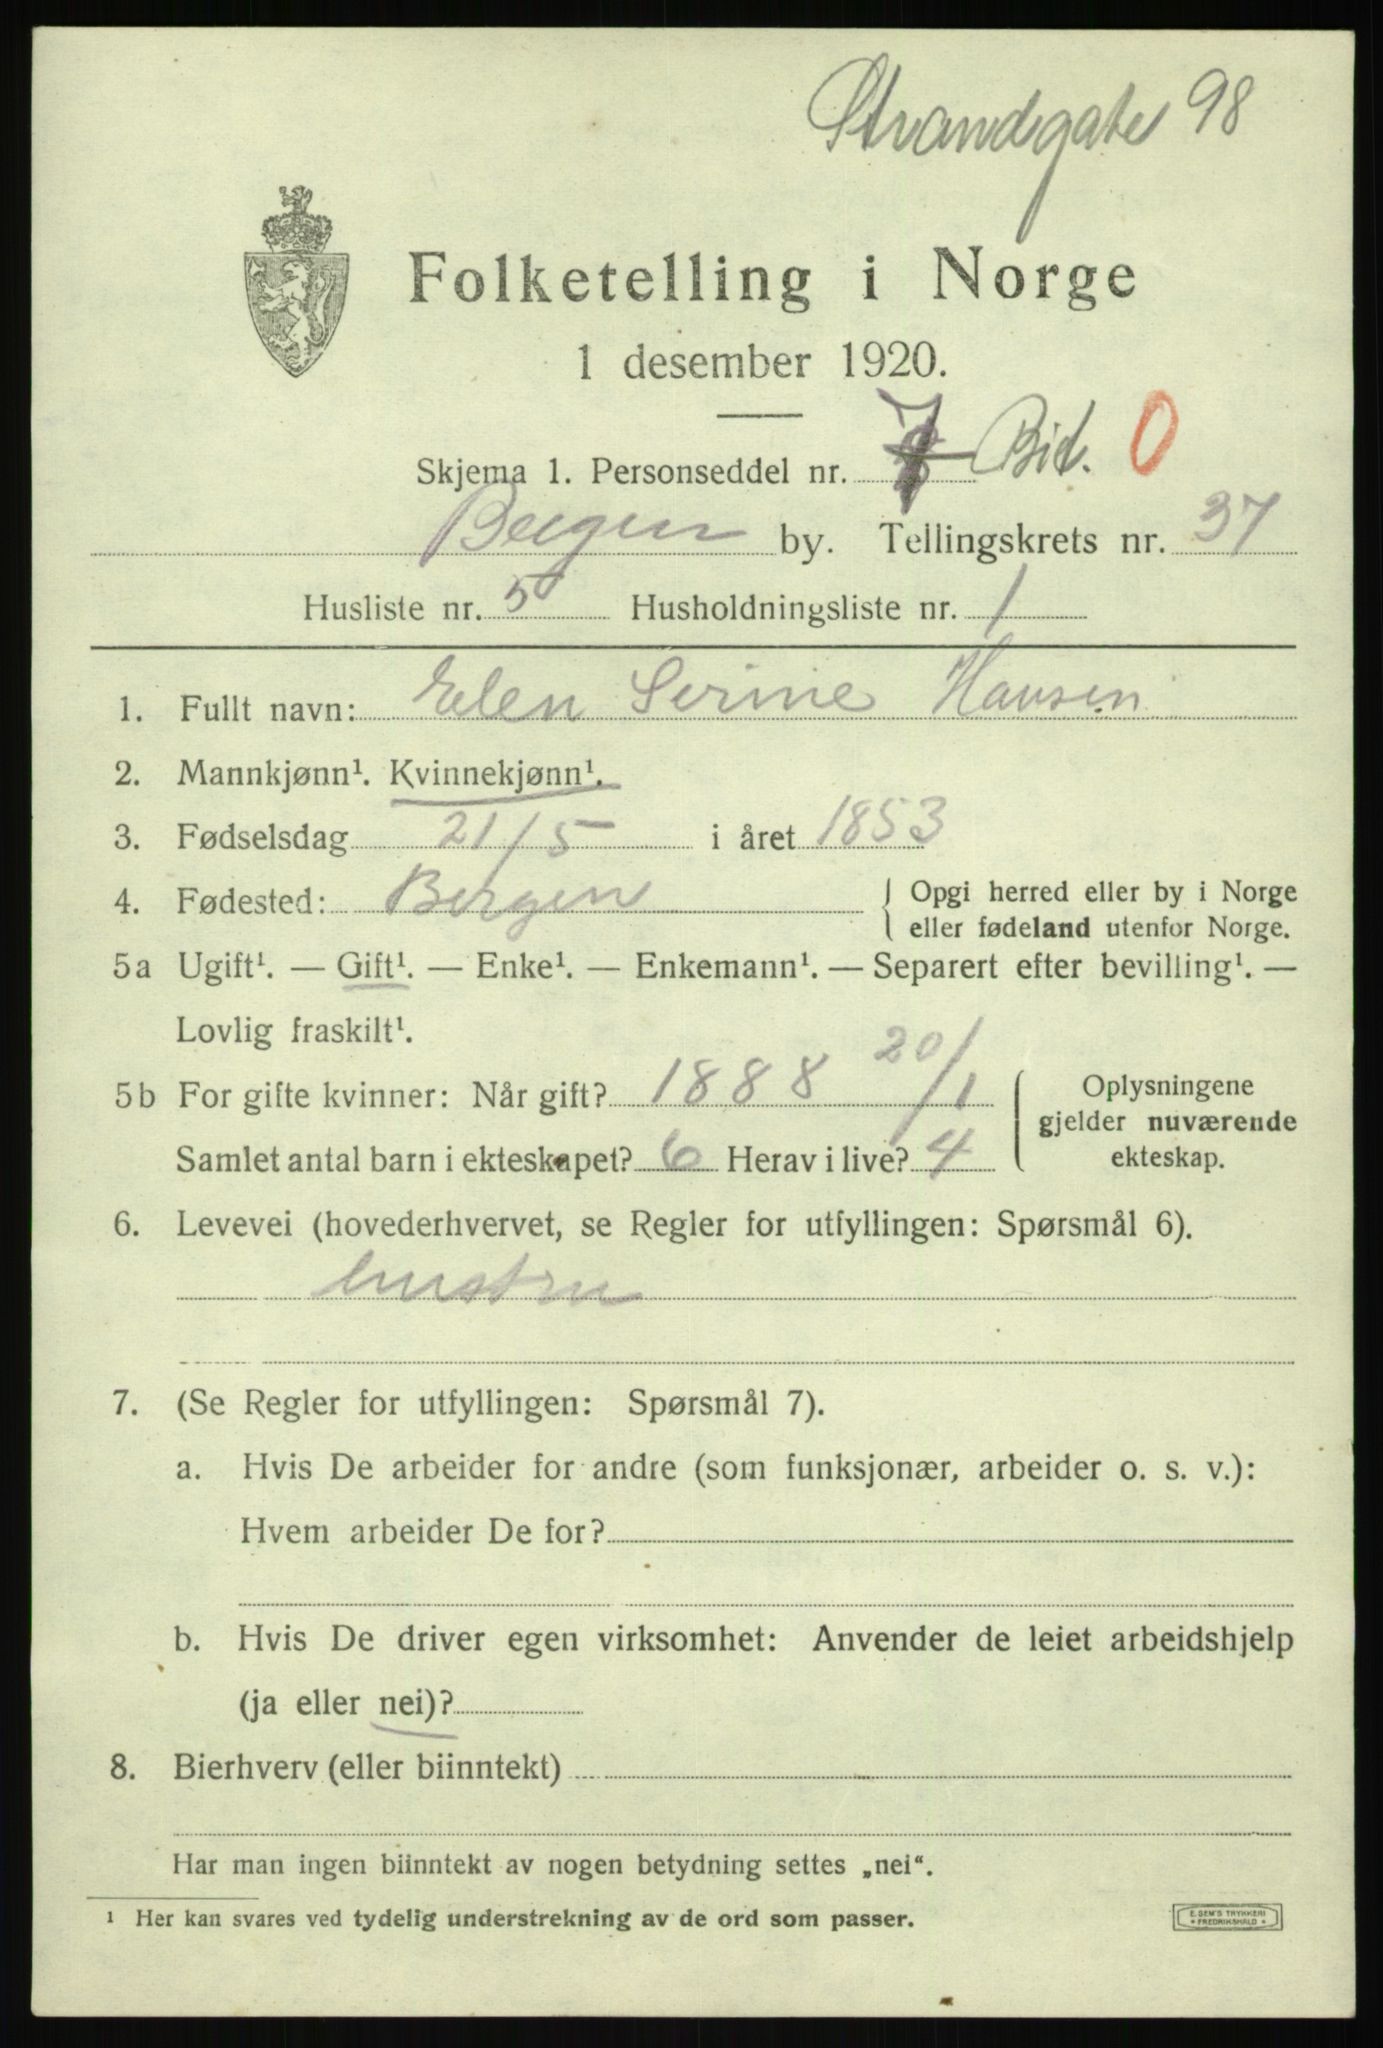 Strandgate 98
Folketelling i Norge
1 desember 1920.
Skjema 1. Personseddel nr. 7 Bid. 0
Bergen by. Tellingskrets nr. 37
Husliste nr. 5 Husholdningsliste nr. 1
1. Fullt navn: Elen Serine Hansen
2. Mannkjønn¹. Kvinnekjønn¹.
3. Fødselsdag 21/5 i året 1853
4. Fødested: Bergen { Opgi herred eller by i Norge
eller fødeland utenfor Norge.
5a Ugift¹. — Gift¹. — Enke¹. — Enkemann¹. — Separert efter bevilling¹. —
Lovlig fraskilt¹.
5b For gifte kvinner: Når gift? 1888 20/1
Samlet antal barn i ekteskapet? 6 Herav i live? 4
Oplysningene
gjelder nuværende
ekteskap.
6. Levevei (hovederhvervet, se Regler for utfyllingen: Spørsmål 6).
hustru
7. (Se Regler for utfyllingen: Spørsmål 7).
a. Hvis De arbeider for andre (som funksjonær, arbeider o. s. v.):
Hvem arbeider De for?
b. Hvis De driver egen virksomhet: Anvender de leiet arbeidshjelp
(ja eller nei)?
8. Bierhverv (eller biinntekt)
Har man ingen biinntekt av nogen betydning settes „nei“.
¹ Her kan svares ved tydelig understrekning av de ord som passer.
E. SEM'S TRYKKERI
* FREDRIKSHALD *